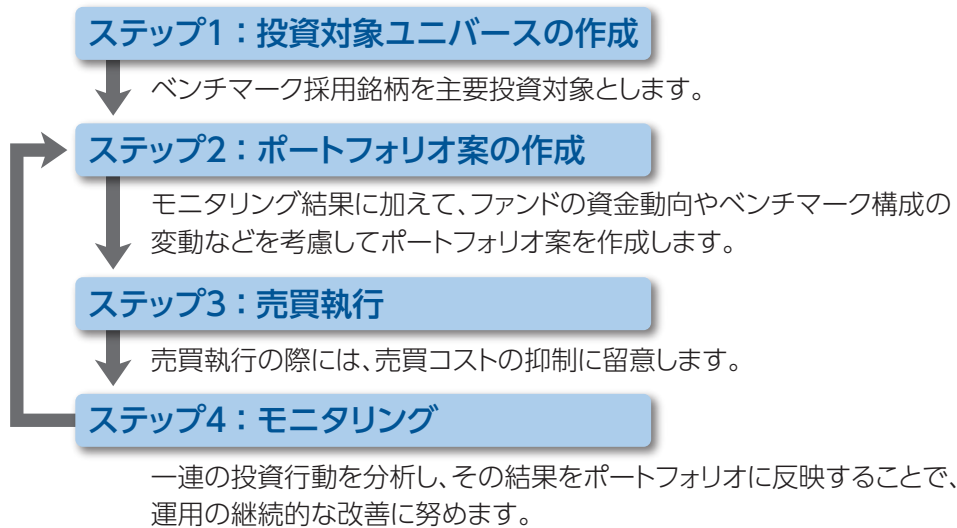 ステップ1：投資対象ユニバースの作成
ベンチマーク採用銘柄を主要投資対象とします。
ステップ2：ポートフォリオ案の作成
モニタリング結果に加えて、ファンドの資金動向やベンチマーク構成の
変動などを考慮してポートフォリオ案を作成します。
ステップ3：売買執行
売買執行の際には、売買コストの抑制に留意します。
ステップ4：モニタリング
一連の投資行動を分析し、その結果をポートフォリオに反映することで、
運用の継続的な改善に努めます。